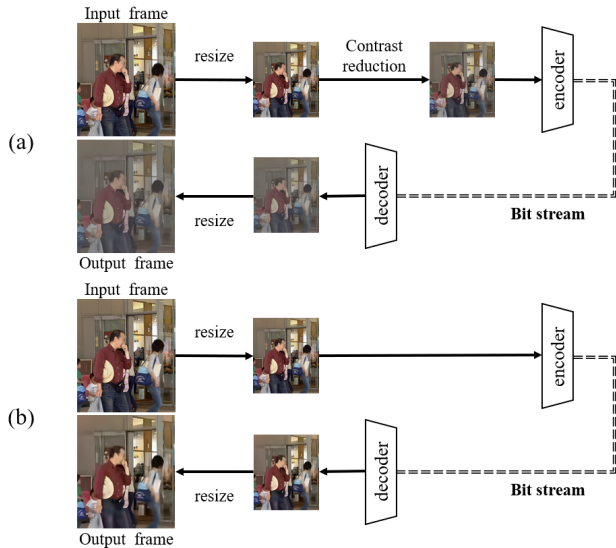 Input frame
resize
Contrast
reduction
encoder
(a)
decoder
resize
Bit stream
Output frame
Input frame
resize
encoder
(b)
decoder
resize
Bit stream
Output frame